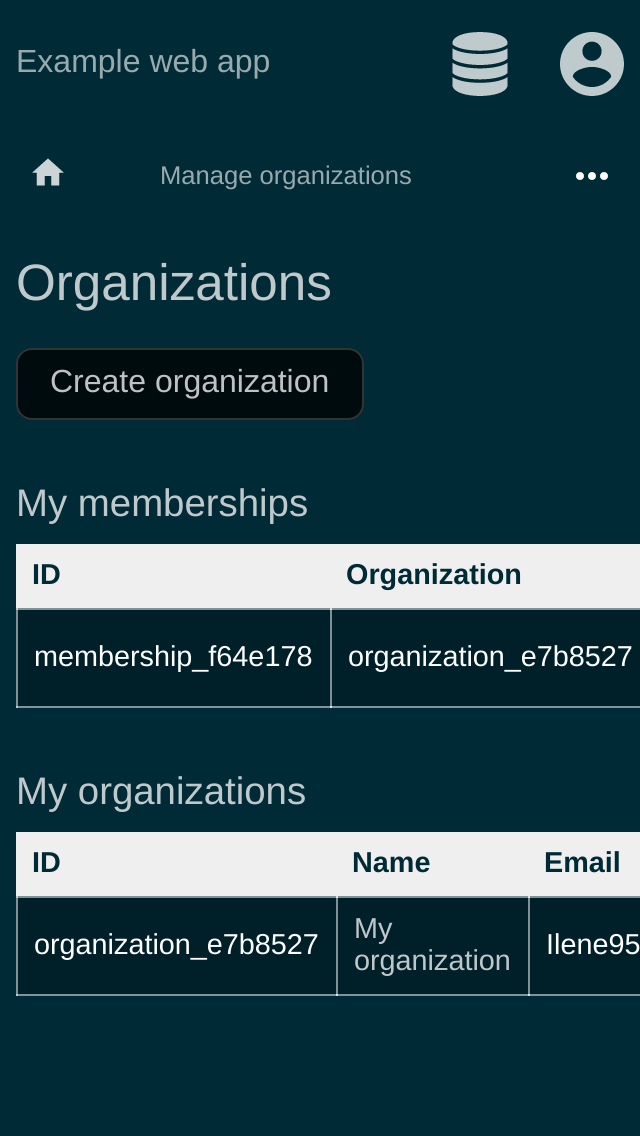 Example web app
Manage organizations
Organizations
Create organization
My memberships
ID Organization
membership_f64e178 organization_e7b8527
My organizations
ID Name Email
organization_e7b8527 My organization Ilene95